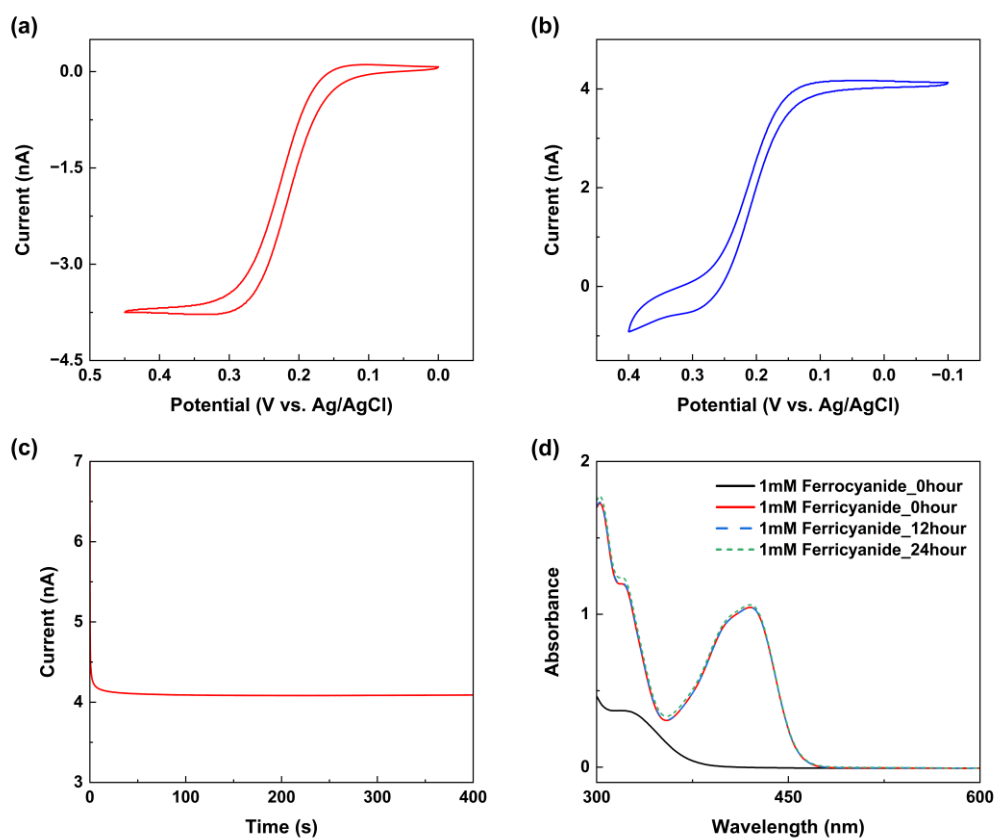 (a)
0.0
−1.5
−3.0
−4.5
Current (nA)
0.5 0.4 0.3 0.2 0.1 0.0
Potential (V vs. Ag/AgCl)
(b)
4
2
0
Current (nA)
0.4 0.3 0.2 0.1 0.0 −0.1
Potential (V vs. Ag/AgCl)
(c)
7
6
5
4
3
Current (nA)
0 100 200 300 400
Time (s)
(d)
2
1
0
Absorbance
1mM Ferrocyanide_0hour
1mM Ferricyanide_0hour
1mM Ferricyanide_12hour
1mM Ferricyanide_24hour
300 450 600
Wavelength (nm)